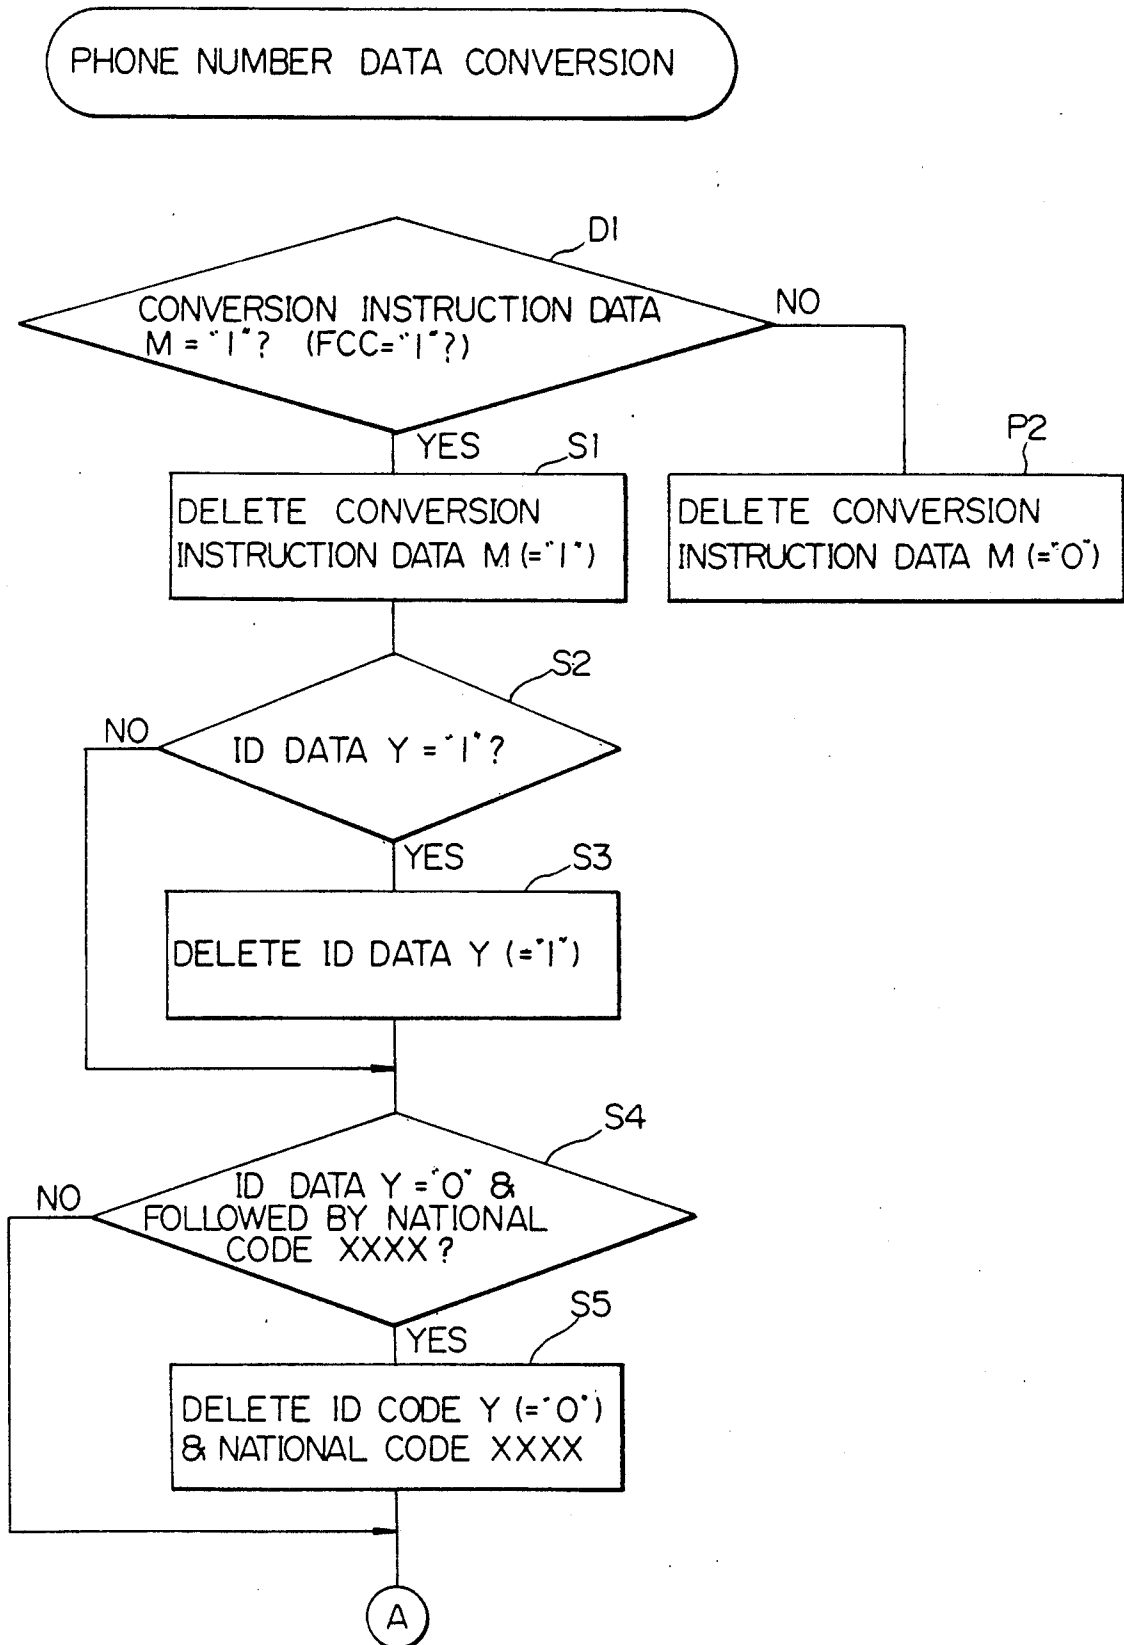 PHONE NUMBER DATA CONVERSION
D1
CONVERSION INSTRUCTION DATA
M = "1"? (FCC="1"?)
NO
YES
S1
P2
DELETE CONVERSION
INSTRUCTION DATA M (="1")
DELETE CONVERSION
INSTRUCTION DATA M (="0")
S2
NO
ID DATA Y = "1"?
YES
S3
DELETE ID DATA Y (="1")
S4
NO
ID DATA Y ="0" &
FOLLOWED BY NATIONAL
CODE XXXX ?
S5
YES
DELETE ID CODE Y (="0")
& NATIONAL CODE XXXX
A